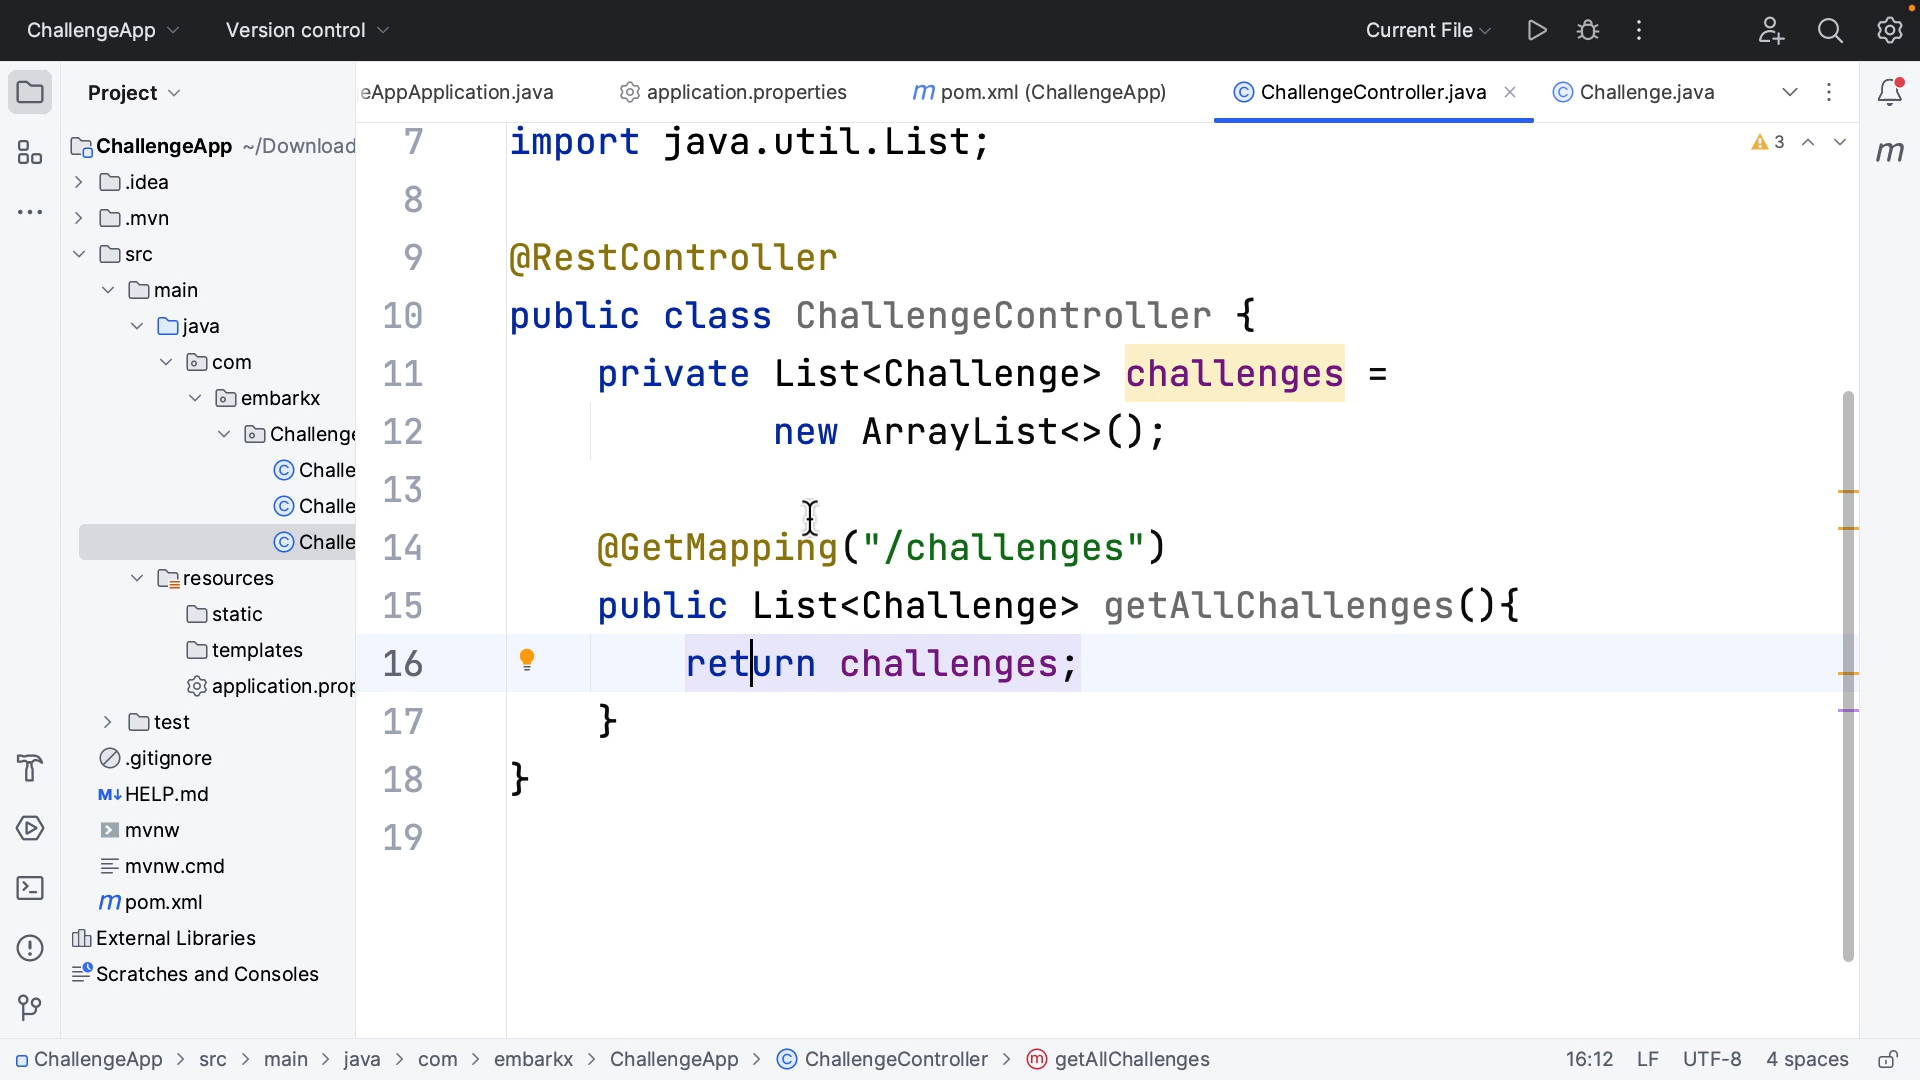 ChallengeApp
Version control
Current File
Project
eAppApplication.java
application.properties
m pom.xml (ChallengeApp)
ChallengeController.java
Challenge.java
ChallengeApp ~/Download
.idea
.mvn
src
main
java
com
embarkx
Challenge
Challe
Challe
Challe
resources
static
templates
application.prop
test
.gitignore
M↓ HELP.md
mvnw
mvnw.cmd
m pom.xml
External Libraries
Scratches and Consoles
3
m
7 import java.util.List;
8
9 @RestController
10 public class ChallengeController {
11 private List<Challenge> challenges =
12 new ArrayList<>();
13
14 @GetMapping("/challenges")
15 public List<Challenge> getAllChallenges(){
16 return challenges;
17 }
18 }
19
ChallengeApp > src > main > java > com > embarkx > ChallengeApp > C ChallengeController > m getAllChallenges
16:12 LF UTF-8 4 spaces